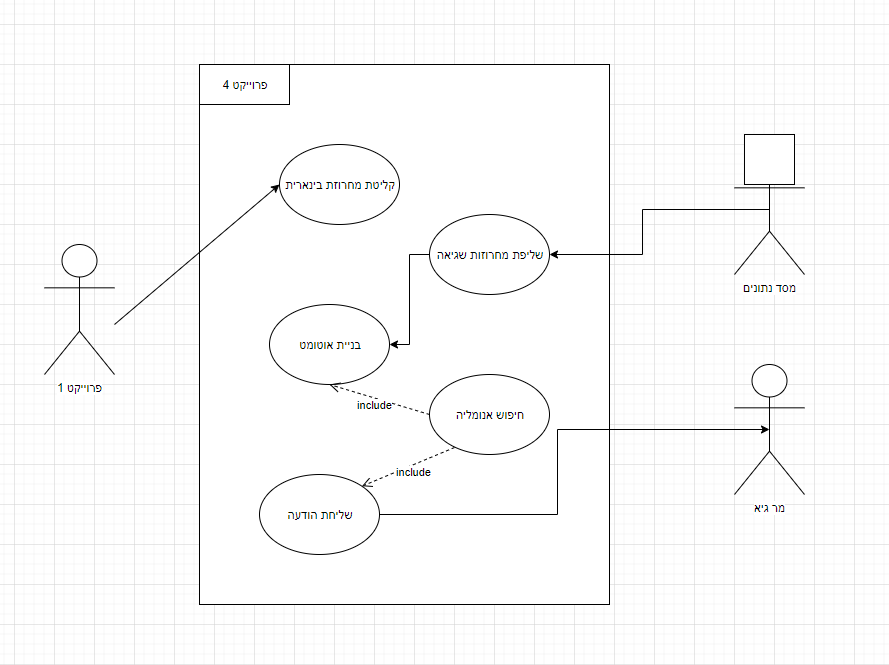 פרוייקט 4
קליטת מחרוזת בינארית
שליפת מחרוזות שגיאה
מסד נתונים
בניית אוטומט
פרוייקט 1
include
חיפוש אנומליה
include
שליחת הודעה
מר גיא